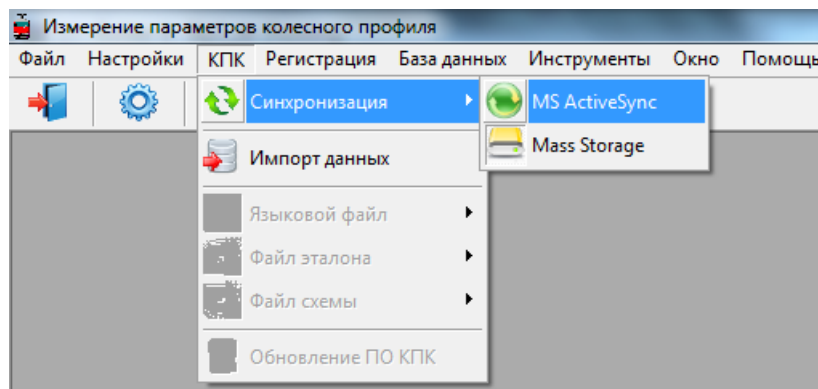 Измерение параметров колесного профиля
Файл Настройки КПК Регистрация База данных Инструменты Окно Помощь
Синхронизация
MS ActiveSync
Mass Storage
Импорт данных
Языковой файл
Файл эталона
Файл схемы
Обновление ПО КПК